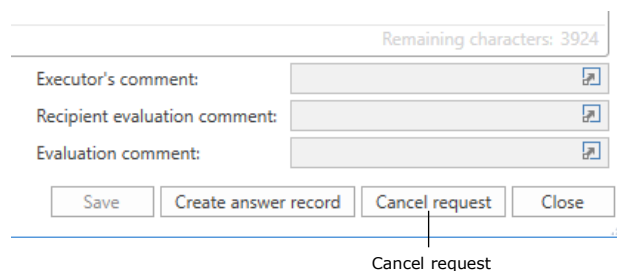 Remaining characters: 3924
Executor's comment:
Recipient evaluation comment:
Evaluation comment:
Save Create answer record Cancel request Close
Cancel request